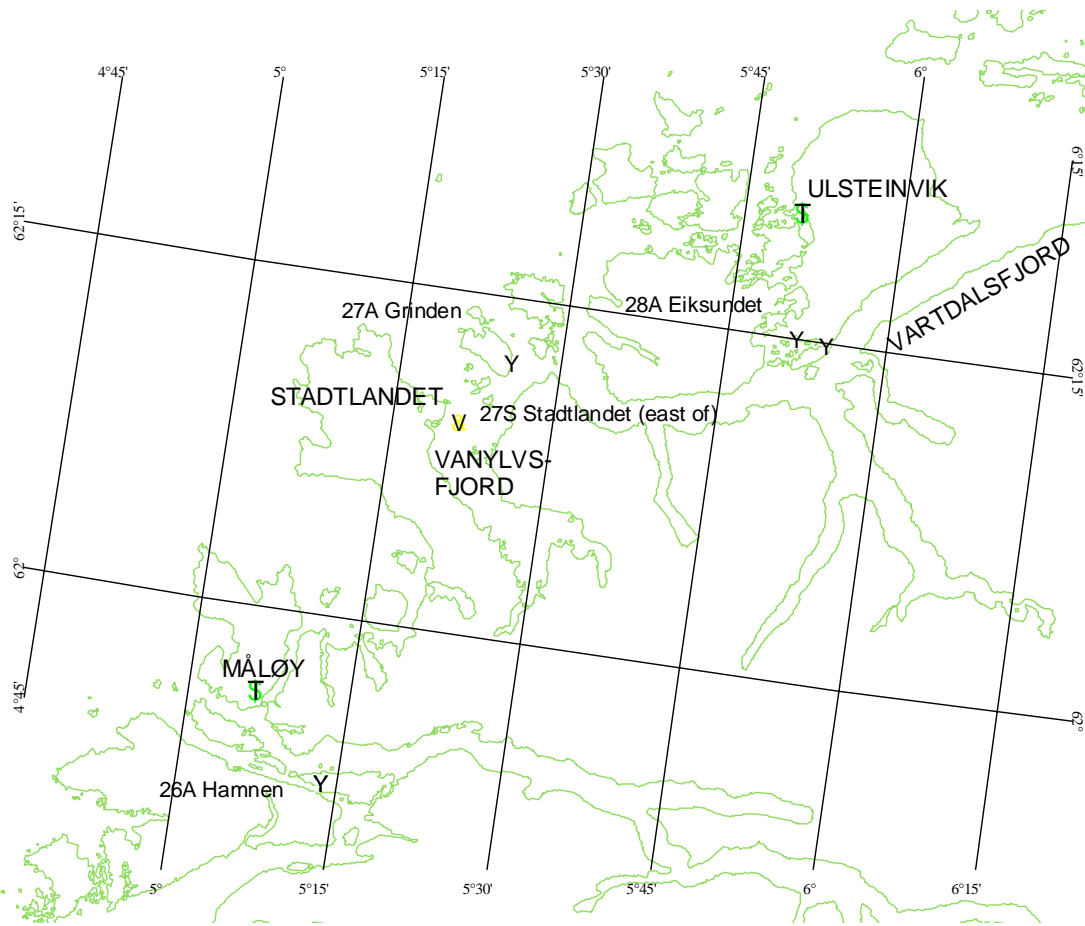 4°45'
5°
5°15'
5°30'
5°45'
6°
6°15'
ULSTEINVIK
T
S
62°15'
VARTDALSFJORD
27A Grinden
28A Eiksundet
Y
Y
Y
62°15'
STADTLANDET
27S Stadtlandet (east of)
V
VANYLVS-
FJORD
62°
MÅLØY
T
S
4°45'
62°
26A Hamnen
Y
5°
5°15'
5°30'
5°45'
6°
6°15'